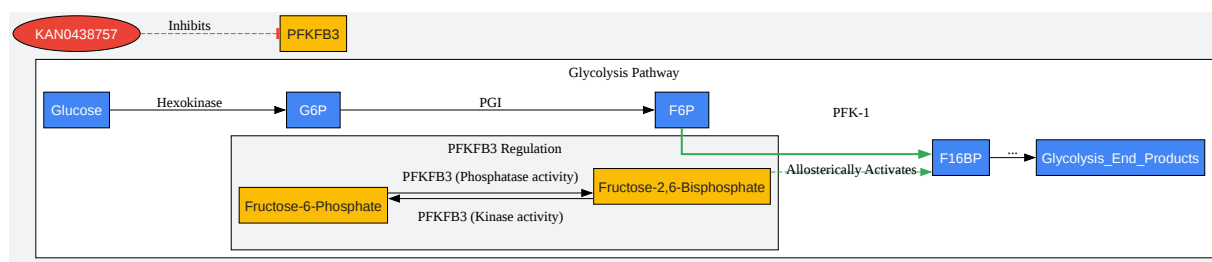 KAN0438757
Inhibits
PFKFB3
Glycolysis Pathway
Glucose
Hexokinase
G6P
PGI
F6P
PFK-1
PFKFB3 Regulation
F16BP
...
Glycolysis_End_Products
Allosterically Activates
PFKFB3 (Phosphatase activity)
Fructose-2,6-Bisphosphate
Fructose-6-Phosphate
PFKFB3 (Kinase activity)